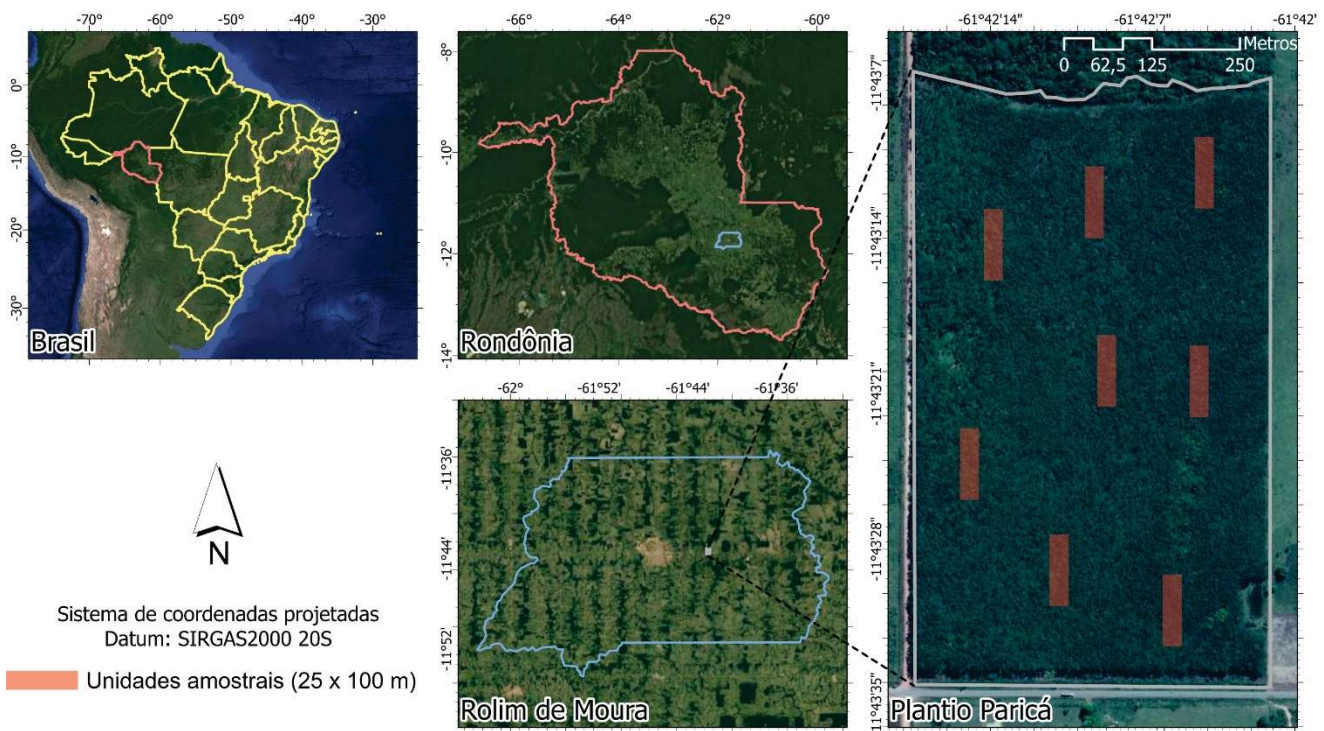 -70° -60° -50° -40° -30°
0°
-10°
-20°
-30°
Brasil
-66° -64° -62° -60°
-8°
-10°
-12°
-14°
Rondônia
-61°42'14" -61°42'7" -61°42'
Metros
0 62,5 125 250
-11°43'7"
-11°43'14"
-11°43'21"
-11°43'28"
-11°43'35"
Plantio Paricá
62° -61°52' -61°44' -61°36'
-11°36'
-11°44'
-11°52'
Rolim de Moura
N
Sistema de coordenadas projetadas
Datum: SIRGAS2000 20S
Unidades amostrais (25 x 100 m)